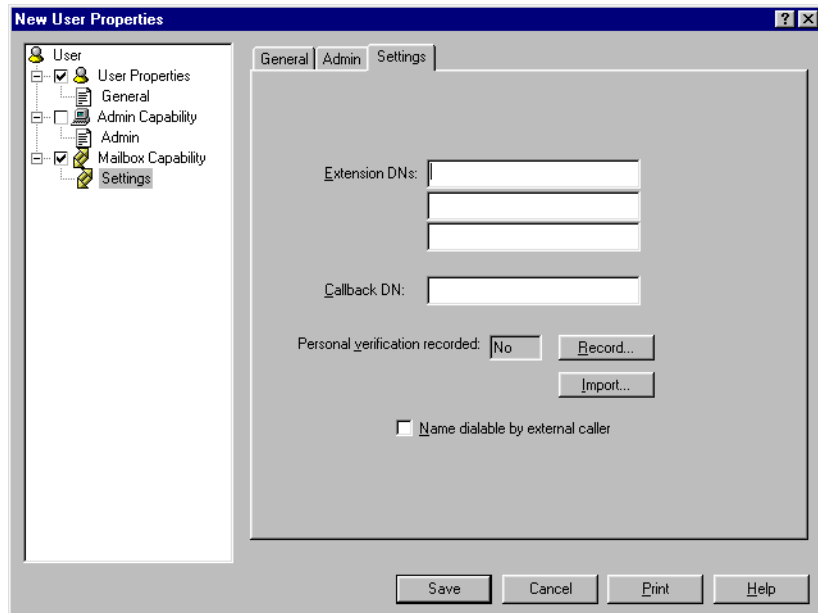 New User Properties
User
User Properties
General
Admin Capability
Admin
Mailbox Capability
Settings
General Admin Settings
Extension DNs:
Callback DN:
Personal verification recorded: No Record...
Import...
Name dialable by external caller
Save Cancel Print Help